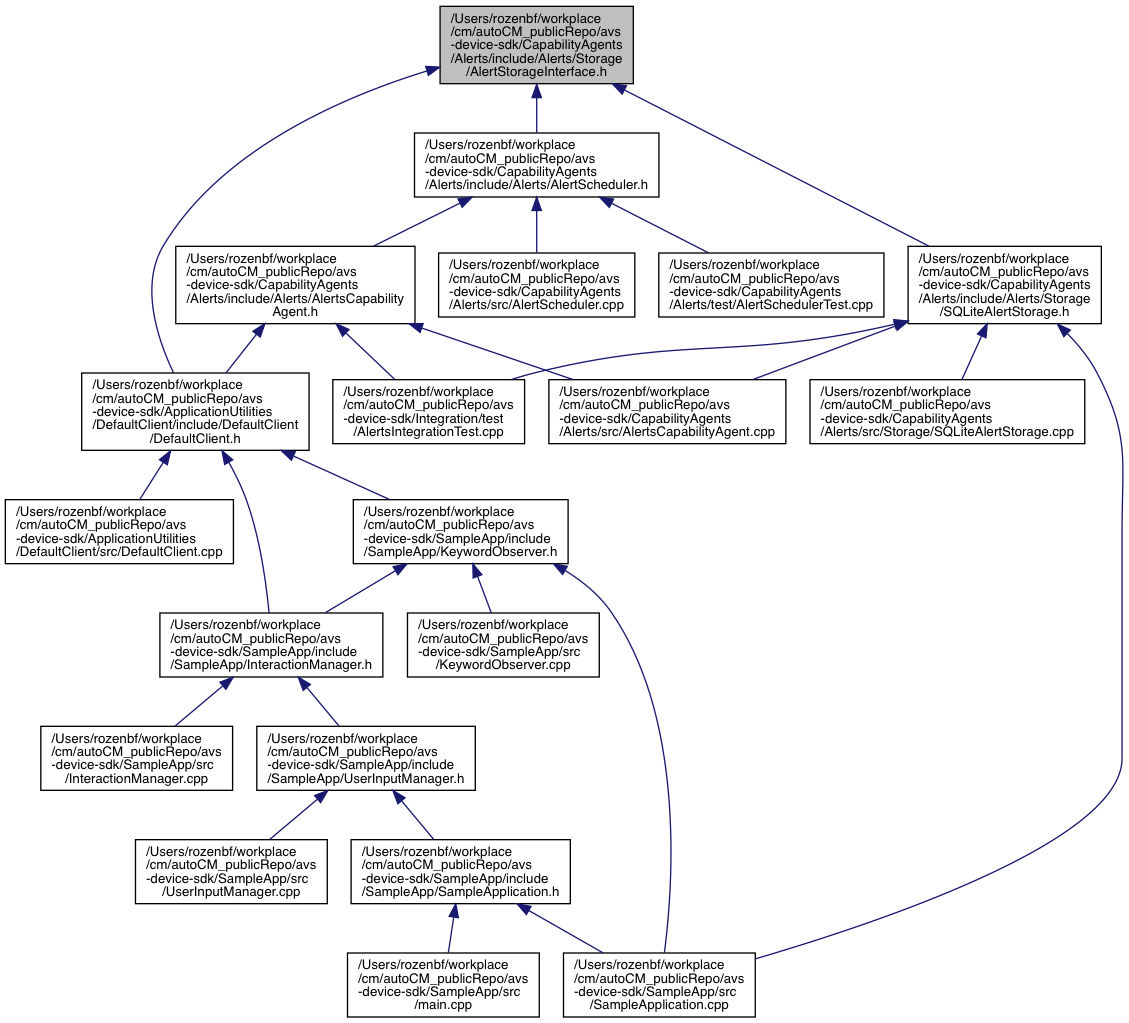 /Users/rozenbf/workplace
/cm/autoCM_publicRepo/avs
-device-sdk/CapabilityAgents
/Alerts/include/Alerts/Storage
/AlertStorageInterface.h
/Users/rozenbf/workplace
/cm/autoCM_publicRepo/avs
-device-sdk/CapabilityAgents
/Alerts/include/Alerts/AlertScheduler.h
/Users/rozenbf/workplace
/cm/autoCM_publicRepo/avs
-device-sdk/CapabilityAgents
/Alerts/include/Alerts/AlertsCapability
Agent.h
/Users/rozenbf/workplace
/cm/autoCM_publicRepo/avs
-device-sdk/CapabilityAgents
/Alerts/src/AlertScheduler.cpp
/Users/rozenbf/workplace
/cm/autoCM_publicRepo/avs
-device-sdk/CapabilityAgents
/Alerts/test/AlertSchedulerTest.cpp
/Users/rozenbf/workplace
/cm/autoCM_publicRepo/avs
-device-sdk/CapabilityAgents
/Alerts/include/Alerts/Storage
/SQLiteAlertStorage.h
/Users/rozenbf/workplace
/cm/autoCM_publicRepo/avs
-device-sdk/ApplicationUtilities
/DefaultClient/include/DefaultClient
/DefaultClient.h
/Users/rozenbf/workplace
/cm/autoCM_publicRepo/avs
-device-sdk/Integration/test
/AlertsIntegrationTest.cpp
/Users/rozenbf/workplace
/cm/autoCM_publicRepo/avs
-device-sdk/CapabilityAgents
/Alerts/src/AlertsCapabilityAgent.cpp
/Users/rozenbf/workplace
/cm/autoCM_publicRepo/avs
-device-sdk/CapabilityAgents
/Alerts/src/Storage/SQLiteAlertStorage.cpp
/Users/rozenbf/workplace
/cm/autoCM_publicRepo/avs
-device-sdk/ApplicationUtilities
/DefaultClient/src/DefaultClient.cpp
/Users/rozenbf/workplace
/cm/autoCM_publicRepo/avs
-device-sdk/SampleApp/include
/SampleApp/KeywordObserver.h
/Users/rozenbf/workplace
/cm/autoCM_publicRepo/avs
-device-sdk/SampleApp/include
/SampleApp/InteractionManager.h
/Users/rozenbf/workplace
/cm/autoCM_publicRepo/avs
-device-sdk/SampleApp/src
/KeywordObserver.cpp
/Users/rozenbf/workplace
/cm/autoCM_publicRepo/avs
-device-sdk/SampleApp/src
/InteractionManager.cpp
/Users/rozenbf/workplace
/cm/autoCM_publicRepo/avs
-device-sdk/SampleApp/include
/SampleApp/UserInputManager.h
/Users/rozenbf/workplace
/cm/autoCM_publicRepo/avs
-device-sdk/SampleApp/src
/UserInputManager.cpp
/Users/rozenbf/workplace
/cm/autoCM_publicRepo/avs
-device-sdk/SampleApp/include
/SampleApp/SampleApplication.h
/Users/rozenbf/workplace
/cm/autoCM_publicRepo/avs
-device-sdk/SampleApp/src
/main.cpp
/Users/rozenbf/workplace
/cm/autoCM_publicRepo/avs
-device-sdk/SampleApp/src
/SampleApplication.cpp